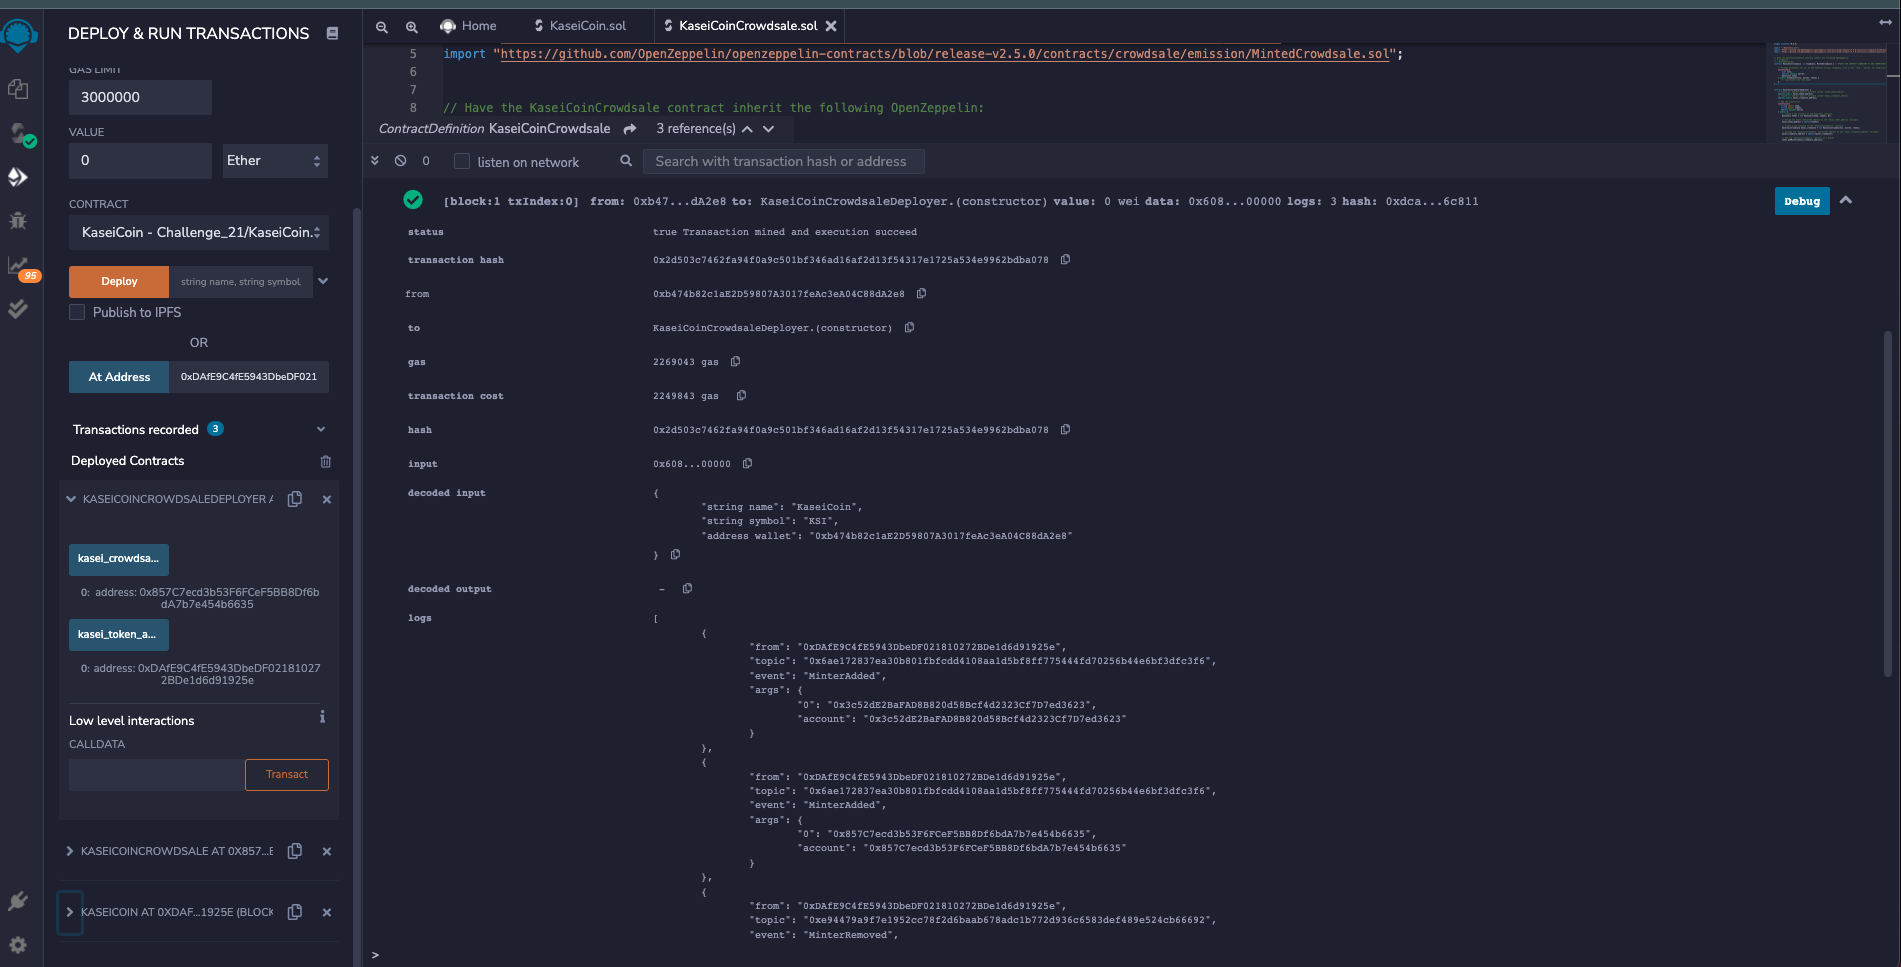 DEPLOY & RUN TRANSACTIONS
GAS LIMIT
3000000
VALUE
0
Ether
CONTRACT
KaseiCoin - Challenge_21/KaseiCoin.
Deploy
string name, string symbol
Publish to IPFS
OR
At Address
0xDAfE9C4fE5943DbeDF021
Transactions recorded 3
Deployed Contracts
KASEICOINCROWDSALEDEPLOYER A
kasei_crowdsa...
0: address: 0x857C7ecd3b53F6FCeF5BB8Df6b
dA7b7e454b6635
kasei_token_a...
0: address: 0xDAfE9C4fE5943DbeDF02181027
2BDe1d6d91925e
Low level interactions
i
CALLDATA
Transact
KASEICOINCROWDSALE AT 0X857...E
KASEICOIN AT 0XDAF...1925E (BLOCK
95
Home
KaseiCoin.sol
KaseiCoinCrowdsale.sol
5 import "https://github.com/OpenZeppelin/openzeppelin-contracts/blob/release-v2.5.0/contracts/crowdsale/emission/MintedCrowdsale.sol";
6
7
8 // Have the KaseiCoinCrowdsale contract inherit the following OpenZeppelin:
ContractDefinition KaseiCoinCrowdsale 3 reference(s)
0 listen on network Search with transaction hash or address
[block:1 txIndex:0] from: 0xb47...dA2e8 to: KaseiCoinCrowdsaleDeployer.(constructor) value: 0 wei data: 0x608...00000 logs: 3 hash: 0xdca...6c811
Debug
status true Transaction mined and execution succeed
transaction hash 0x2d503c7462fa94f0a9c501bf346ad16af2d13f54317e1725a534e9962bdba078
from 0xb474b82c1aE2D59807A3017feAc3eA04C88dA2e8
to KaseiCoinCrowdsaleDeployer.(constructor)
gas 2269043 gas
transaction cost 2249843 gas
hash 0x2d503c7462fa94f0a9c501bf346ad16af2d13f54317e1725a534e9962bdba078
input 0x608...00000
decoded input {
"string name": "KaseiCoin",
"string symbol": "KSI",
"address wallet": "0xb474b82c1aE2D59807A3017feAc3eA04C88dA2e8"
}
decoded output -
logs [
{
"from": "0xDAfE9C4fE5943DbeDF021810272BDe1d6d91925e",
"topic": "0x6ae172837ea30b801fbfcdd4108aa1d5bf8ff775444fd70256b44e6bf3dfc3f6",
"event": "MinterAdded",
"args": {
"0": "0x3c52dE2BaFAD8B820d58Bcf4d2323Cf7D7ed3623",
"account": "0x3c52dE2BaFAD8B820d58Bcf4d2323Cf7D7ed3623"
}
},
{
"from": "0xDAfE9C4fE5943DbeDF021810272BDe1d6d91925e",
"topic": "0x6ae172837ea30b801fbfcdd4108aa1d5bf8ff775444fd70256b44e6bf3dfc3f6",
"event": "MinterAdded",
"args": {
"0": "0x857C7ecd3b53F6FCeF5BB8Df6bdA7b7e454b6635",
"account": "0x857C7ecd3b53F6FCeF5BB8Df6bdA7b7e454b6635"
}
},
{
"from": "0xDAfE9C4fE5943DbeDF021810272BDe1d6d91925e",
"topic": "0xe94479a9f7e1952cc78f2d6baab678adc1b772d936c6583def489e524cb66692",
"event": "MinterRemoved",
>